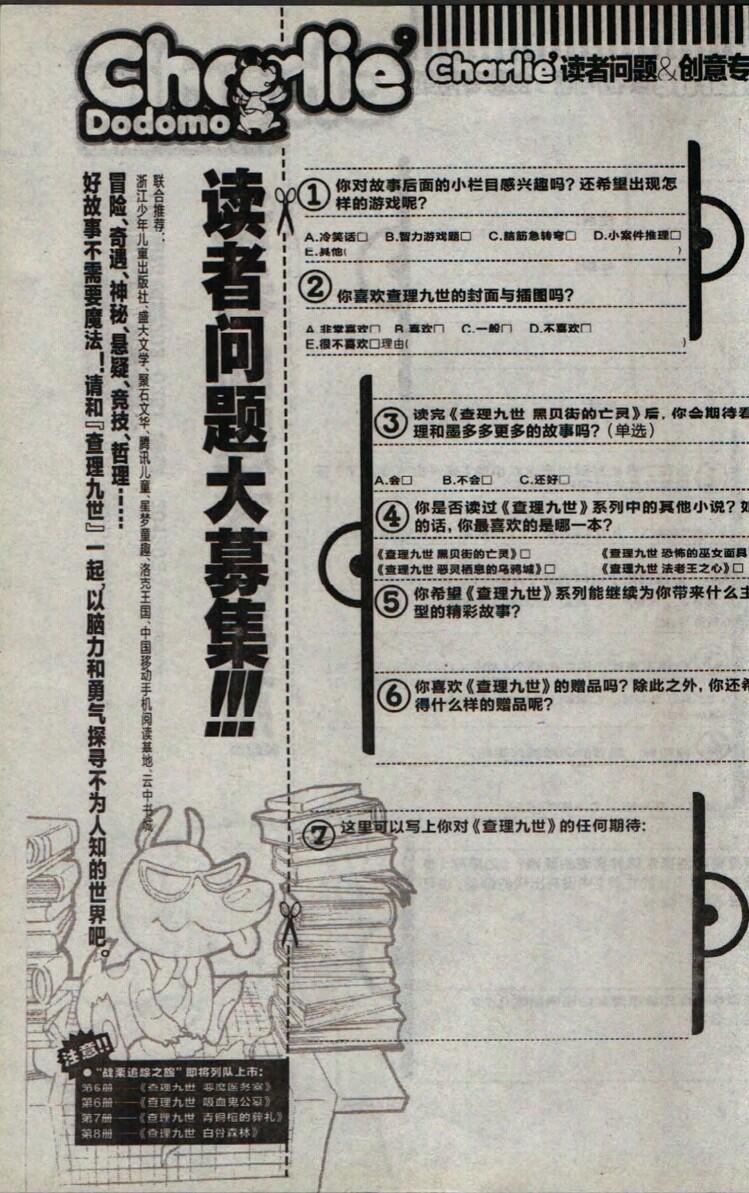 Charlie'9
Dodomo
Charlie'9读者问题&创意专
读者问题大募集!!!
联合推荐:
浙江少年儿童出版社、盛大文学、聚石文华、腾讯儿童、星梦童趣、洛克王国、中国移动手机阅读基地、云中书城
冒险、奇遇、神秘、悬疑、竞技、哲理……
好故事不需要魔法!请和『查理九世』一起,以脑力和勇气探寻不为人知的世界吧。
①你对故事后面的小栏目感兴趣吗?还希望出现怎
样的游戏呢?
A.冷笑话□ B.智力游戏题□ C.脑筋急转弯□ D.小案件推理□
E.其他( )
②你喜欢查理九世的封面与插图吗?
A.非常喜欢□ B.喜欢□ C.一般□ D.不喜欢□
E.很不喜欢□理由( )
③读完《查理九世 黑贝街的亡灵》后,你会期待看
理和墨多多更多的故事吗?(单选)
A.会□ B.不会□ C.还好□
④你是否读过《查理九世》系列中的其他小说?如
的话,你最喜欢的是哪一本?
《查理九世 黑贝街的亡灵》□ 《查理九世 恐怖的巫女面具
《查理九世 恶灵栖息的乌鸦城》□ 《查理九世 法老王之心》□
⑤你希望《查理九世》系列能继续为你带来什么主
型的精彩故事?
⑥你喜欢《查理九世》的赠品吗?除此之外,你还希
得什么样的赠品呢?
⑦这里可以写上你对《查理九世》的任何期待:
注意!!
●“战栗追踪之旅”即将列队上市:
第5册——《查理九世 恶魔医务室》
第6册——《查理九世 吸血鬼公墓》
第7册——《查理九世 青铜棺的葬礼》
第8册——《查理九世 白骨森林》